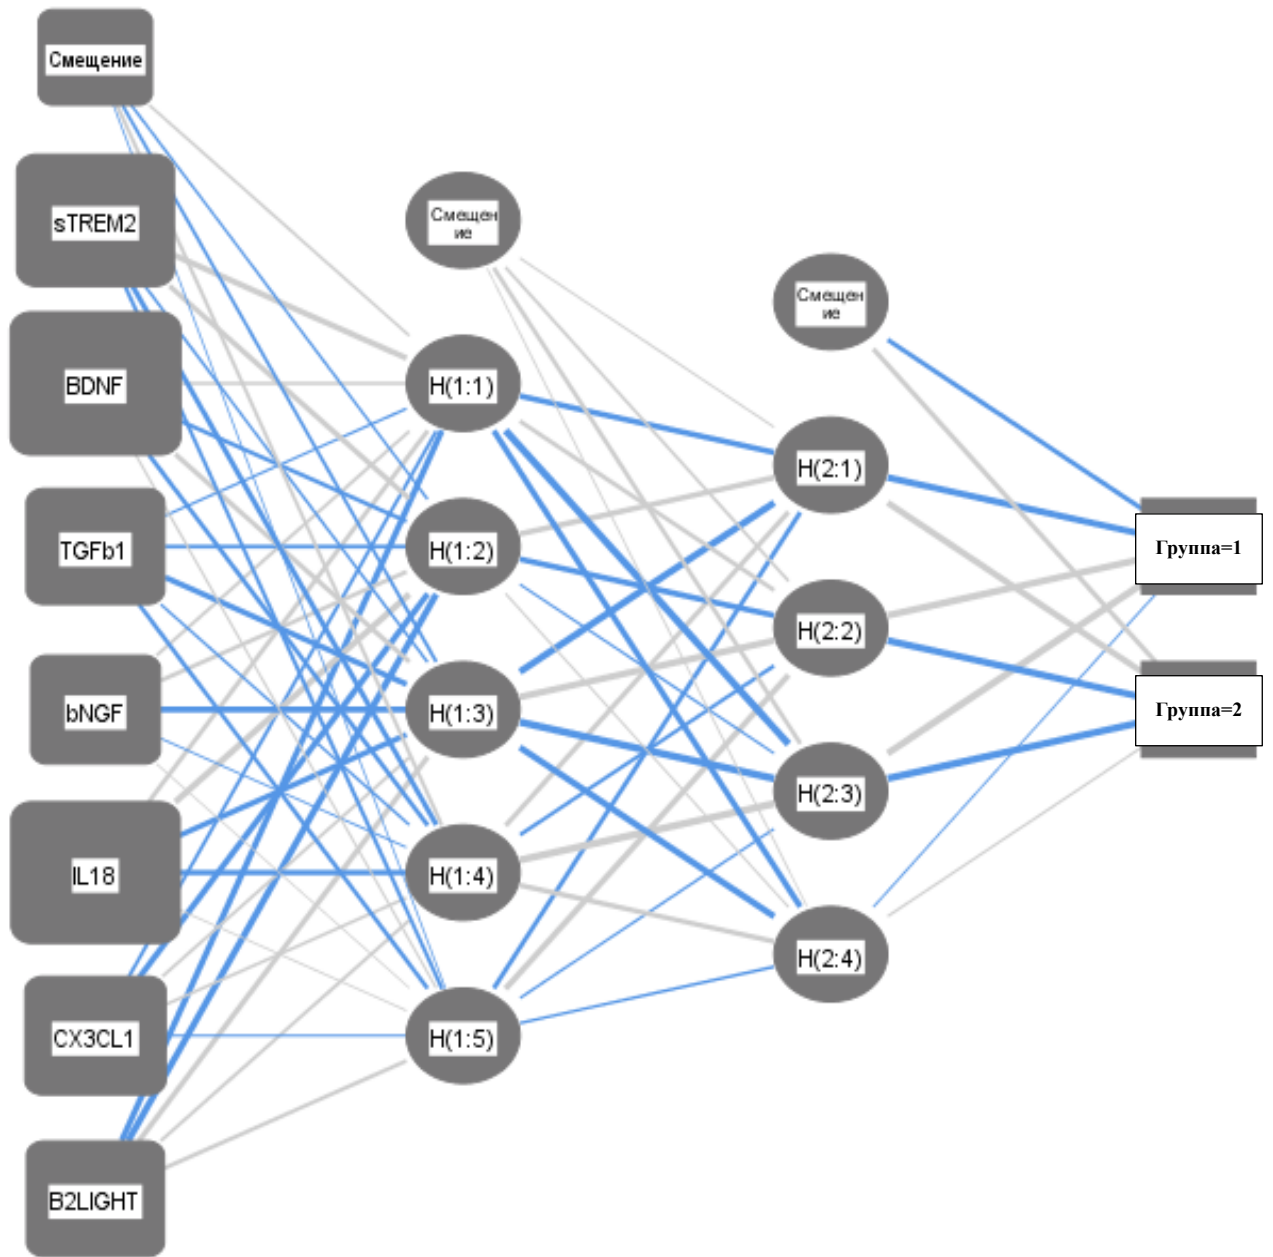 Смещение
sTREM2
BDNF
TGFb1
bNGF
IL18
CX3CL1
B2LIGHT
Смещен
ие
H(1:1)
H(1:2)
H(1:3)
H(1:4)
H(1:5)
Смещен
ие
H(2:1)
H(2:2)
H(2:3)
H(2:4)
Группа=1
Группа=2